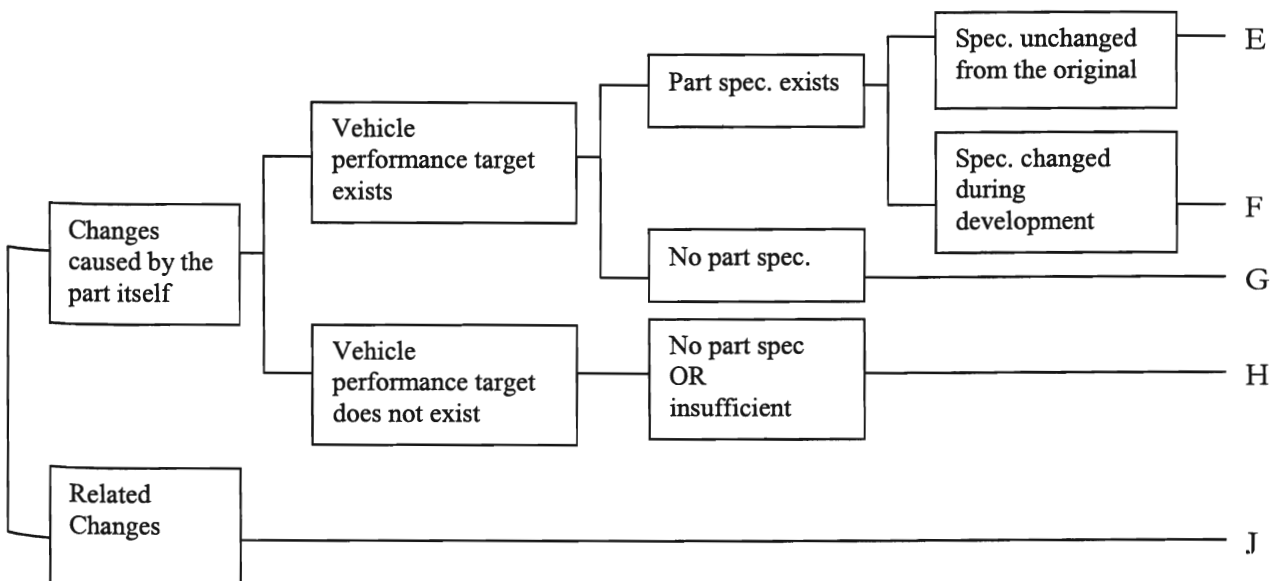 Spec. unchanged
from the original
E
Part spec. exists
Vehicle
performance target
exists
Spec. changed
during
development
F
Changes
caused by the
part itself
No part spec.
G
Vehicle
performance target
does not exist
No part spec
OR
insufficient
H
Related
Changes
J